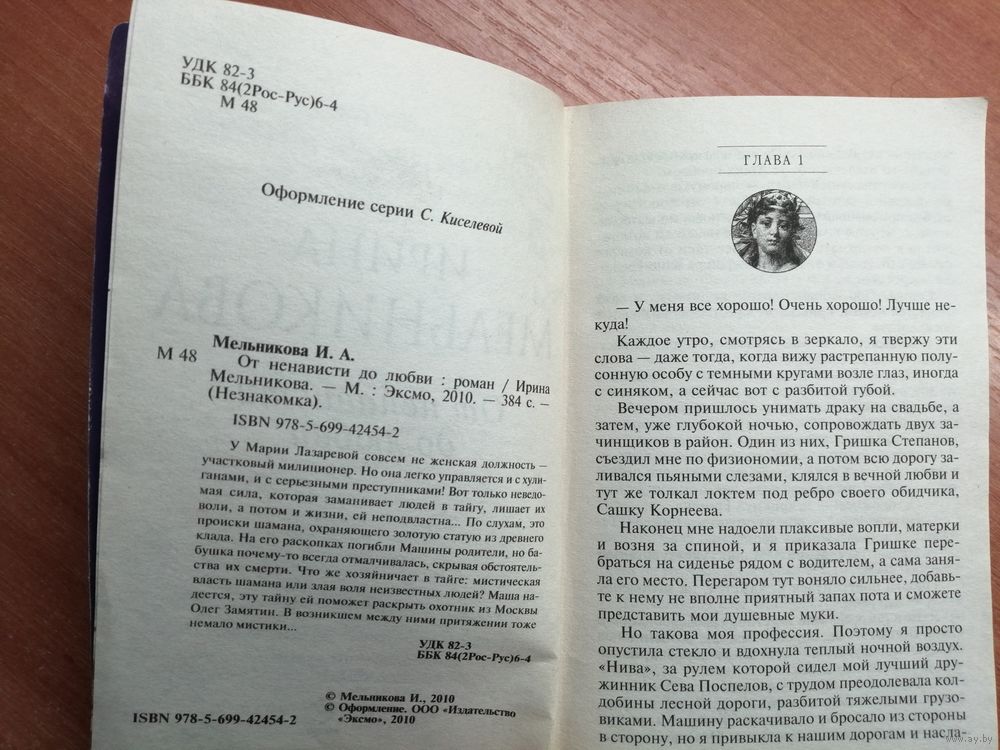 УДК 82-3
ББК 84(2Рос-Рус)6-4
М 48
Оформление серии С. Киселевой
Мельникова И. А.
М 48 От ненависти до любви : роман / Ирина
Мельникова. — М. : Эксмо, 2010. — 384 с. —
(Незнакомка).
ISBN 978-5-699-42454-2
У Марии Лазаревой совсем не женская должность –
участковый милиционер. Но она легко управляется и с хули-
ганами, и с серьезными преступниками! Вот только неведо-
мая сила, которая заманивает людей в тайгу, лишает их
воли, а потом и жизни, ей неподвластна... По слухам, это
происки шамана, охраняющего золотую статую из древнего
клада. На его раскопках погибли Машины родители, но ба-
бушка почему-то всегда отмалчивалась, скрывая обстоятель-
ства их смерти. Что же хозяйничает в тайге: мистическая
власть шамана или злая воля неизвестных людей? Маша на-
деется, эту тайну ей поможет раскрыть охотник из Москвы
Олег Замятин. В возникшем между ними притяжении тоже
немало мистики...
УДК 82-3
ББК 84(2Рос-Рус)6-4
© Мельникова И., 2010
© Оформление. ООО «Издательство
«Эксмо», 2010
ISBN 978-5-699-42454-2
ГЛАВА 1
— У меня все хорошо! Очень хорошо! Лучше не-
куда!
Каждое утро, смотрясь в зеркало, я твержу эти
слова — даже тогда, когда вижу растрепанную полу-
сонную особу с темными кругами возле глаз, иногда
с синяком, а сейчас вот с разбитой губой.
Вечером пришлось унимать драку на свадьбе, а
затем, уже глубокой ночью, сопровождать двух за-
чинщиков в район. Один из них, Гришка Степанов,
съездил мне по физиономии, а потом всю дорогу за-
ливался пьяными слезами, клялся в вечной любви и
тут же толкал локтем под ребро своего обидчика,
Сашку Корнеева.
Наконец мне надоели плаксивые вопли, матерки
и возня за спиной, и я приказала Гришке пере-
браться на сиденье рядом с водителем, а сама заня-
ла его место. Перегаром тут воняло сильнее, добавь-
те к нему не вполне приятный запах пота и сможете
представить мои душевные муки.
Но такова моя профессия. Поэтому я просто
опустила стекло и вдохнула теплый ночной воздух.
«Нива», за рулем которой сидел мой лучший дру-
жинник Сева Поспелов, с трудом преодолевала кол-
добины лесной дороги, разбитой тяжелыми грузо-
виками. Машину раскачивало и бросало из стороны
в сторону, но я привыкла к нашим дорогам и насла-
www.ay.by